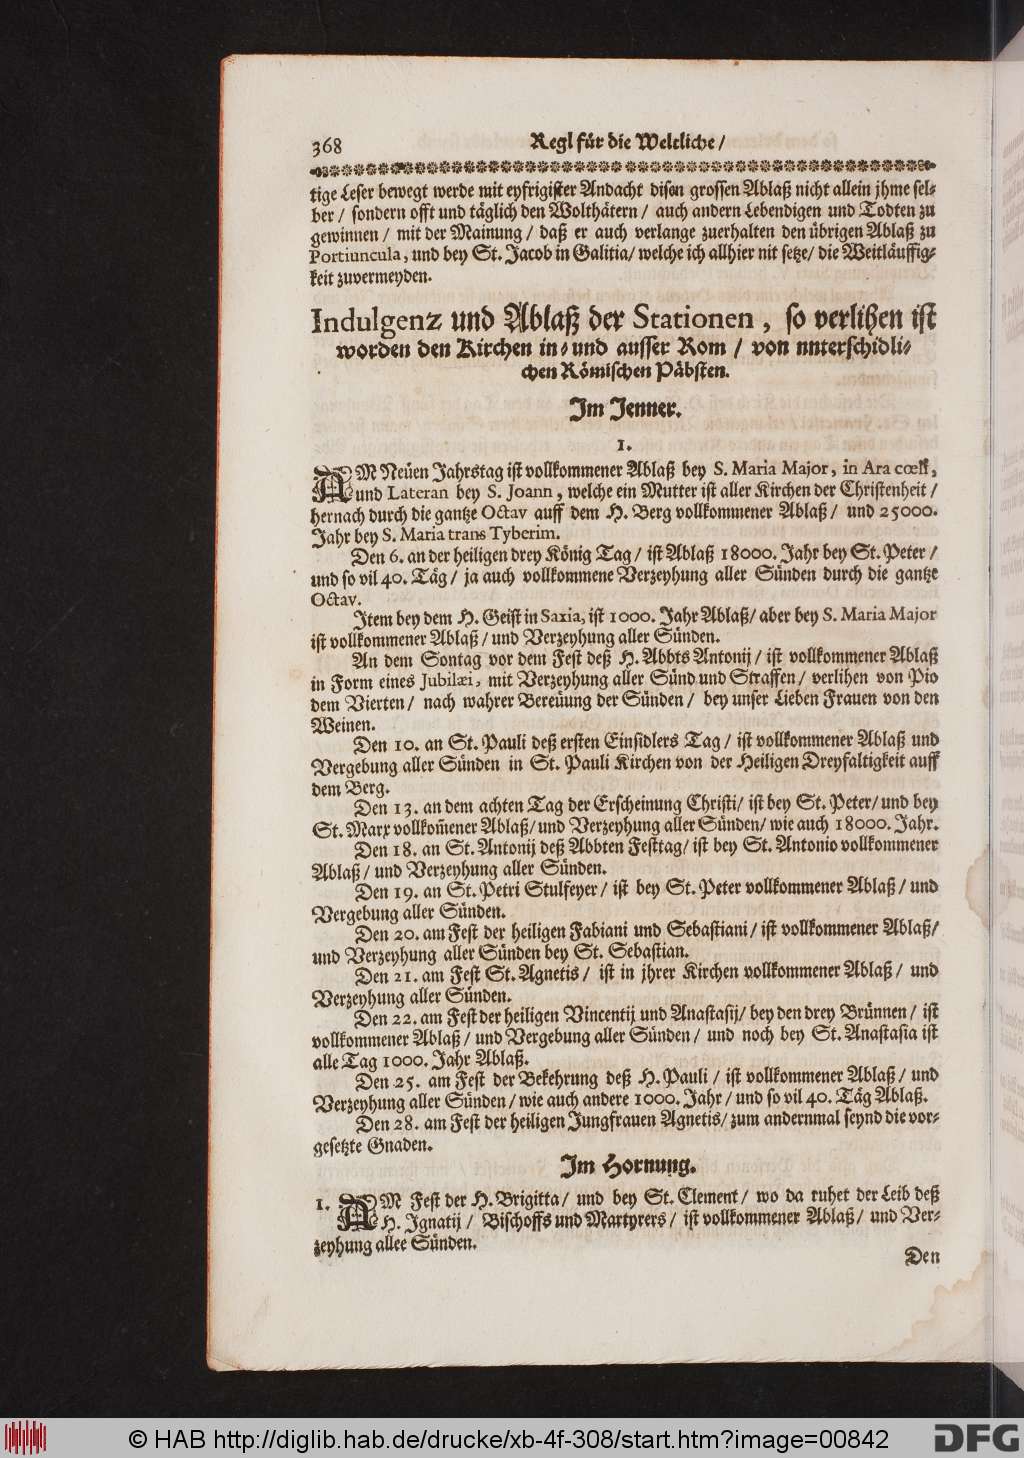 368 Regl für die Weltliche /
tige Leser bewegt werde mit eyfrigister Andacht disen grossen Ablaß nicht allein jhme sel-
ber / sondern offt und täglich den Wolthätern / auch andern Lebendigen und Todten zu
gewinnen / mit der Mainung / daß er auch verlange zuerhalten den übrigen Ablaß zu
Portiuncula, und bey St. Jacob in Galitia / welche ich allhier nit setze / die Weitläuffig-
keit zuvermeyden.
Indulgenz und Ablaß der Stationen, so verlihen ist
worden den Kirchen in- und ausser Rom / von nnterschidli-
chen Römischen Päbsten.
Im Jenner.
1.
AM Neüen Jahrstag ist vollkommener Ablaß bey S. Maria Major, in Ara cœli,
und Lateran bey S. Joann, welche ein Mutter ist aller Kirchen der Christenheit /
hernach durch die gantze Octav auff dem H. Berg vollkommener Ablaß / und 25000.
Jahr bey S. Maria trans Tyberim.
Den 6. an der heiligen drey König Tag / ist Ablaß 18000. Jahr bey St. Peter /
und so vil 40. Täg / ja auch vollkommene Verzeyhung aller Sünden durch die gantze
Octav.
Item bey dem H. Geist in Saxia, ist 1000. Jahr Ablaß / aber bey S. Maria Major
ist vollkommener Ablaß / und Verzeyhung aller Sünden.
An dem Sontag vor dem Fest deß H. Abbts Antonij / ist vollkommener Ablaß
in Form eines Jubilæi, mit Verzeyhung aller Sünd und Straffen / verlihen von Pio
dem Vierten / nach wahrer Bereüung der Sünden / bey unser Lieben Frauen von den
Weinen.
Den 10. an St. Pauli deß ersten Einsidlers Tag / ist vollkommener Ablaß und
Vergebung aller Sünden in St. Pauli Kirchen von der Heiligen Dreyfaltigkeit auff
dem Berg.
Den 13. an dem achten Tag der Erscheinung Christi / ist bey St. Peter / und bey
St. Marx vollkom̃ener Ablaß / und Verzeyhung aller Sünden / wie auch 18000. Jahr.
Den 18. an St. Antonij deß Abbten Festtag / ist bey St. Antonio vollkommener
Ablaß / und Verzeyhung aller Sünden.
Den 19. an St. Petri Stulfeyer / ist bey St. Peter vollkommener Ablaß / und
Vergebung aller Sünden.
Den 20. am Fest der heiligen Fabiani und Sebastiani / ist vollkommener Ablaß /
und Verzeyhung aller Sünden bey St. Sebastian.
Den 21. am Fest St. Agnetis / ist in jhrer Kirchen vollkommener Ablaß / und
Verzeyhung aller Sünden.
Den 22. am Fest der heiligen Vincentij und Anastasij / bey den drey Brünnen / ist
vollkommener Ablaß / und Vergebung aller Sünden / und noch bey St. Anastasia ist
alle Tag 1000. Jahr Ablaß.
Den 25. am Fest der Bekehrung deß H. Pauli / ist vollkommener Ablaß / und
Verzeyhung aller Sünden / wie auch andere 1000. Jahr / und so vil 40. Täg Ablaß.
Den 28. am Fest der heiligen Jungfrauen Agnetis / zum andernmal seynd die vor-
gesetzte Gnaden.
Im Hornung.
1. AM Fest der H. Brigitta / und bey St. Clement / wo da ruhet der Leib deß
H. Ignatij / Bischoffs und Martyrers / ist vollkommener Ablaß / und Ver-
zeyhung allee Sünden.
Den
© HAB http://diglib.hab.de/drucke/xb-4f-308/start.htm?image=00842
DFG